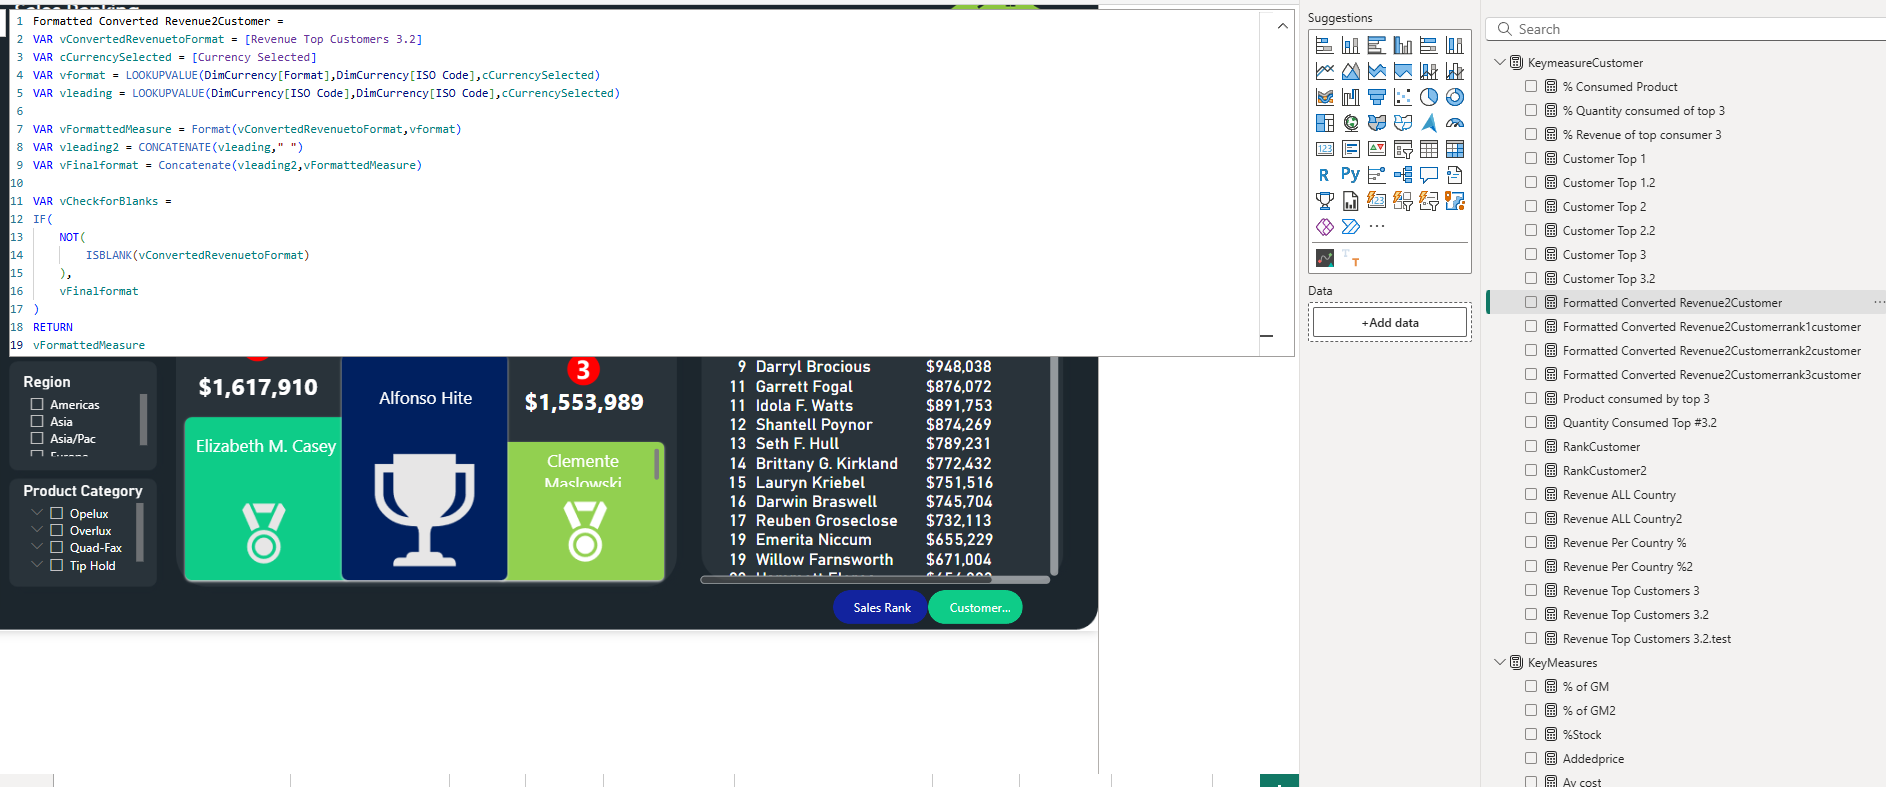 1 Formatted Converted Revenue2Customer =
2 VAR vConvertedRevenuetoFormat = [Revenue Top Customers 3.2]
3 VAR cCurrencySelected = [Currency Selected]
4 VAR vformat = LOOKUPVALUE(DimCurrency[Format],DimCurrency[ISO Code],cCurrencySelected)
5 VAR vleading = LOOKUPVALUE(DimCurrency[ISO Code],DimCurrency[ISO Code],cCurrencySelected)
6
7 VAR vFormattedMeasure = Format(vConvertedRevenuetoFormat,vformat)
8 VAR vleading2 = CONCATENATE(vleading," ")
9 VAR vFinalformat = Concatenate(vleading2,vFormattedMeasure)
10
11 VAR vCheckforBlanks =
12 IF(
13 NOT(
14 ISBLANK(vConvertedRevenuetoFormat)
15 ),
16 vFinalformat
17 )
18 RETURN
19 vFormattedMeasure
Region
Americas
Asia
Asia/Pac
Europe
Product Category
Opelux
Overlux
Quad-Fax
Tip Hold
$1,617,910
Elizabeth M. Casey
Alfonso Hite
3
$1,553,989
Clemente
Maslowski
9 Darryl Brocious $948,038
11 Garrett Fogal $876,072
11 Idola F. Watts $891,753
12 Shantell Poynor $874,269
13 Seth F. Hull $789,231
14 Brittany G. Kirkland $772,432
15 Lauryn Kriebel $751,516
16 Darwin Braswell $745,704
17 Reuben Groseclose $732,113
19 Emerita Niccum $655,229
19 Willow Farnsworth $671,004
Sales Rank
Customer...
Suggestions
123
R Py
123
...
Data
+Add data
Search
KeymeasureCustomer
% Consumed Product
% Quantity consumed of top 3
% Revenue of top consumer 3
Customer Top 1
Customer Top 1.2
Customer Top 2
Customer Top 2.2
Customer Top 3
Customer Top 3.2
Formatted Converted Revenue2Customer ...
Formatted Converted Revenue2Customerrank1customer
Formatted Converted Revenue2Customerrank2customer
Formatted Converted Revenue2Customerrank3customer
Product consumed by top 3
Quantity Consumed Top #3.2
RankCustomer
RankCustomer2
Revenue ALL Country
Revenue ALL Country2
Revenue Per Country %
Revenue Per Country %2
Revenue Top Customers 3
Revenue Top Customers 3.2
Revenue Top Customers 3.2.test
KeyMeasures
% of GM
% of GM2
%Stock
Addedprice
Av cost